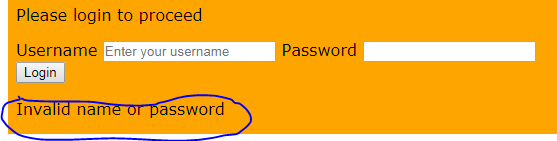 Please login to proceed
Username Enter your username Password
Login
Invalid name or password